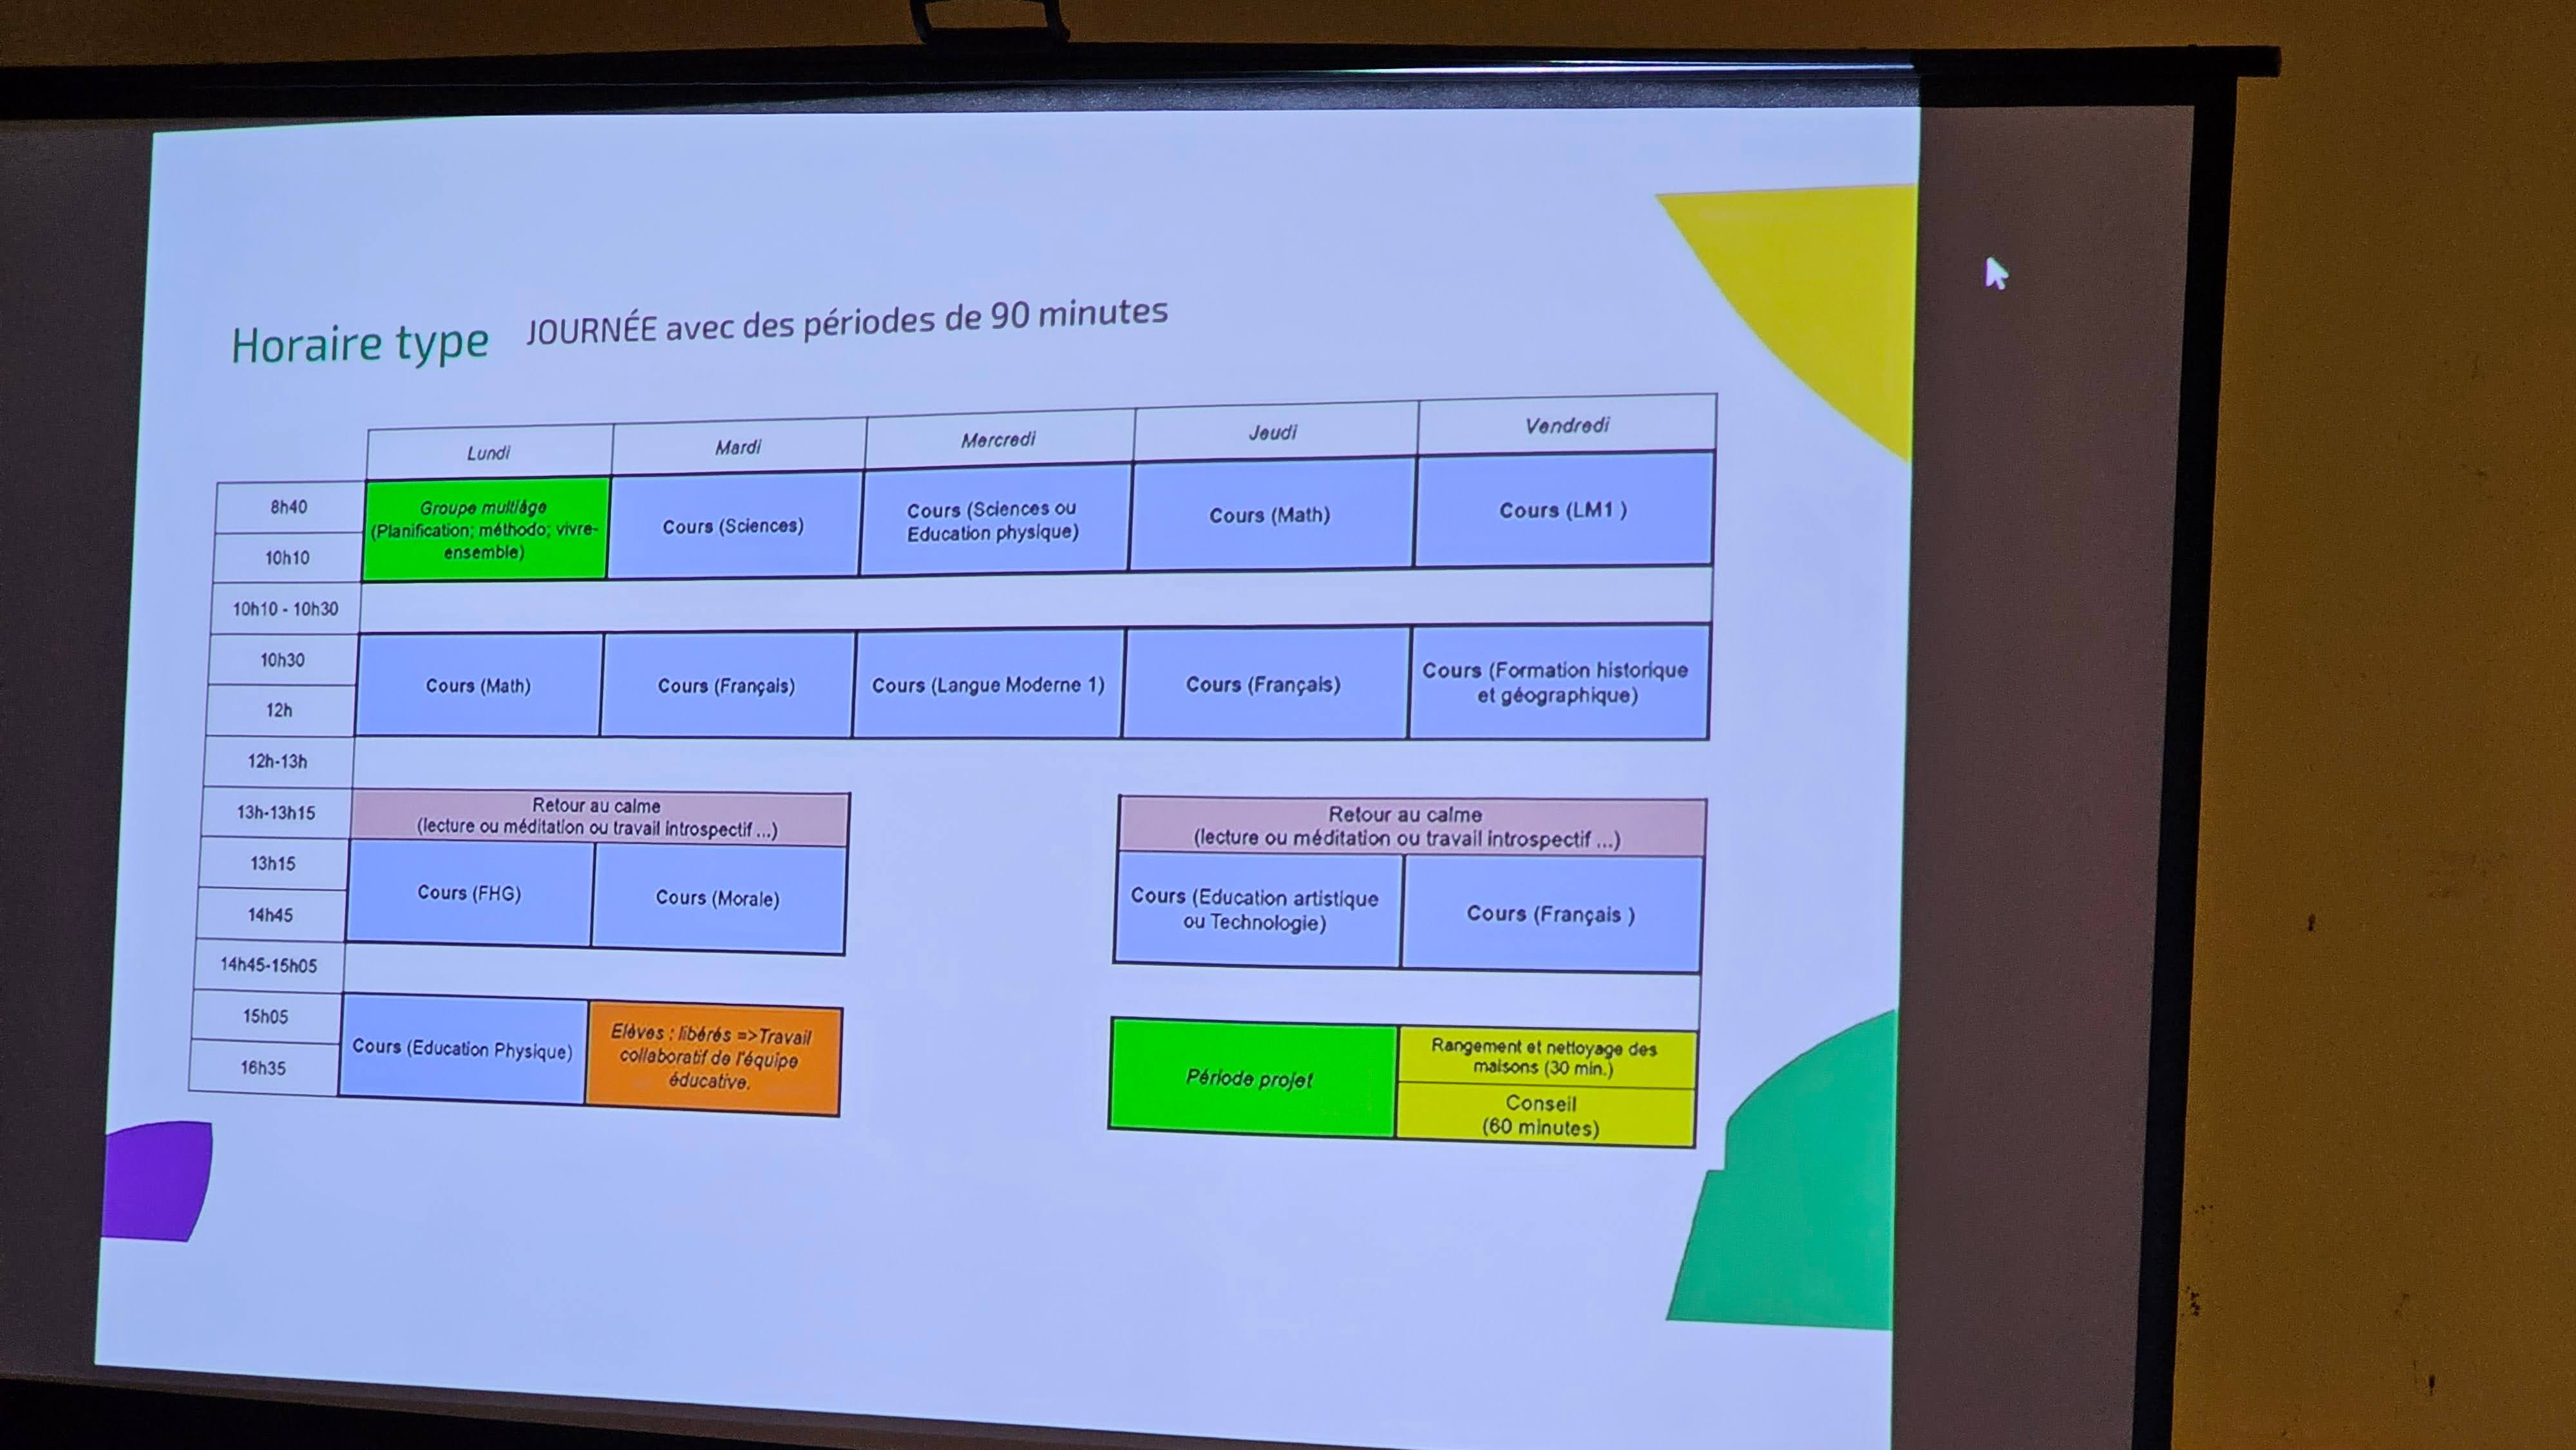 Horaire type JOURNÉE avec des périodes de 90 minutes
Lundi Mardi Mercredi Jeudi Vendredi
8h40
10h10
Groupe multiâge
(Planification; méthodo; vivre-
ensemble)
Cours (Sciences)
Cours (Sciences ou
Education physique)
Cours (Math)
Cours (LM1 )
10h10 - 10h30
10h30
12h
Cours (Math)
Cours (Français)
Cours (Langue Moderne 1)
Cours (Français)
Cours (Formation historique
et géographique)
12h-13h
13h-13h15
Retour au calme
(lecture ou méditation ou travail introspectif ...)
Retour au calme
(lecture ou méditation ou travail introspectif ...)
13h15
14h45
Cours (FHG)
Cours (Morale)
Cours (Education artistique
ou Technologie)
Cours (Français )
14h45-15h05
15h05
16h35
Cours (Education Physique)
Elèves : libérés =>Travail
collaboratif de l'équipe
éducative.
Période projet
Rangement et nettoyage des
maisons (30 min.)
Conseil
(60 minutes)